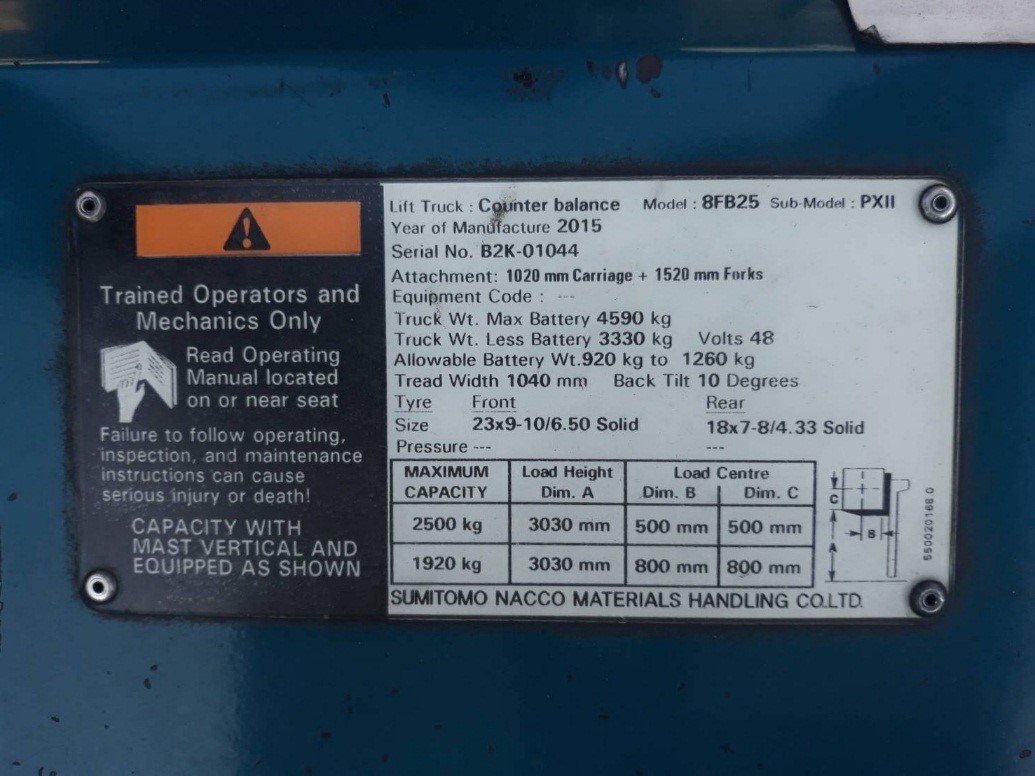 Trained Operators and
Mechanics Only
Read Operating
Manual located
on or near seat
Failure to follow operating,
inspection, and maintenance
instructions can cause
serious injury or death!
CAPACITY WITH
MAST VERTICAL AND
EQUIPPED AS SHOWN
Lift Truck : Counter balance Model : 8FB25 Sub-Model : PXII
Year of Manufacture 2015
Serial No. B2K-01044
Attachment: 1020 mm Carriage + 1520 mm Forks
Equipment Code : ---
Truck Wt. Max Battery 4590 kg
Truck Wt. Less Battery 3330 kg Volts 48
Allowable Battery Wt.920 kg to 1260 kg
Tread Width 1040 mm Back Tilt 10 Degrees
Tyre Front Rear
Size 23x9-10/6.50 Solid 18x7-8/4.33 Solid
Pressure --- ---
MAXIMUM CAPACITY Load Height Dim. A Load Centre Dim. B Dim. C
2500 kg 3030 mm 500 mm 500 mm
1920 kg 3030 mm 800 mm 800 mm
C
B
A
550020168.0
SUMITOMO NACCO MATERIALS HANDLING CO.LTD.